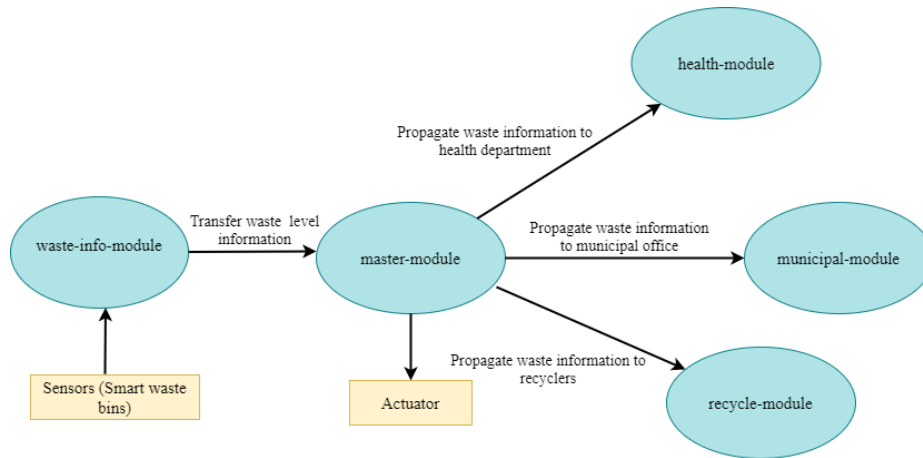 health-module
Propagate waste information to
health department
Transfer waste level
information
waste-info-module
master-module
Propagate waste information
to municipal office
municipal-module
Sensors (Smart waste
bins)
Actuator
Propagate waste information to
recyclers
recycle-module